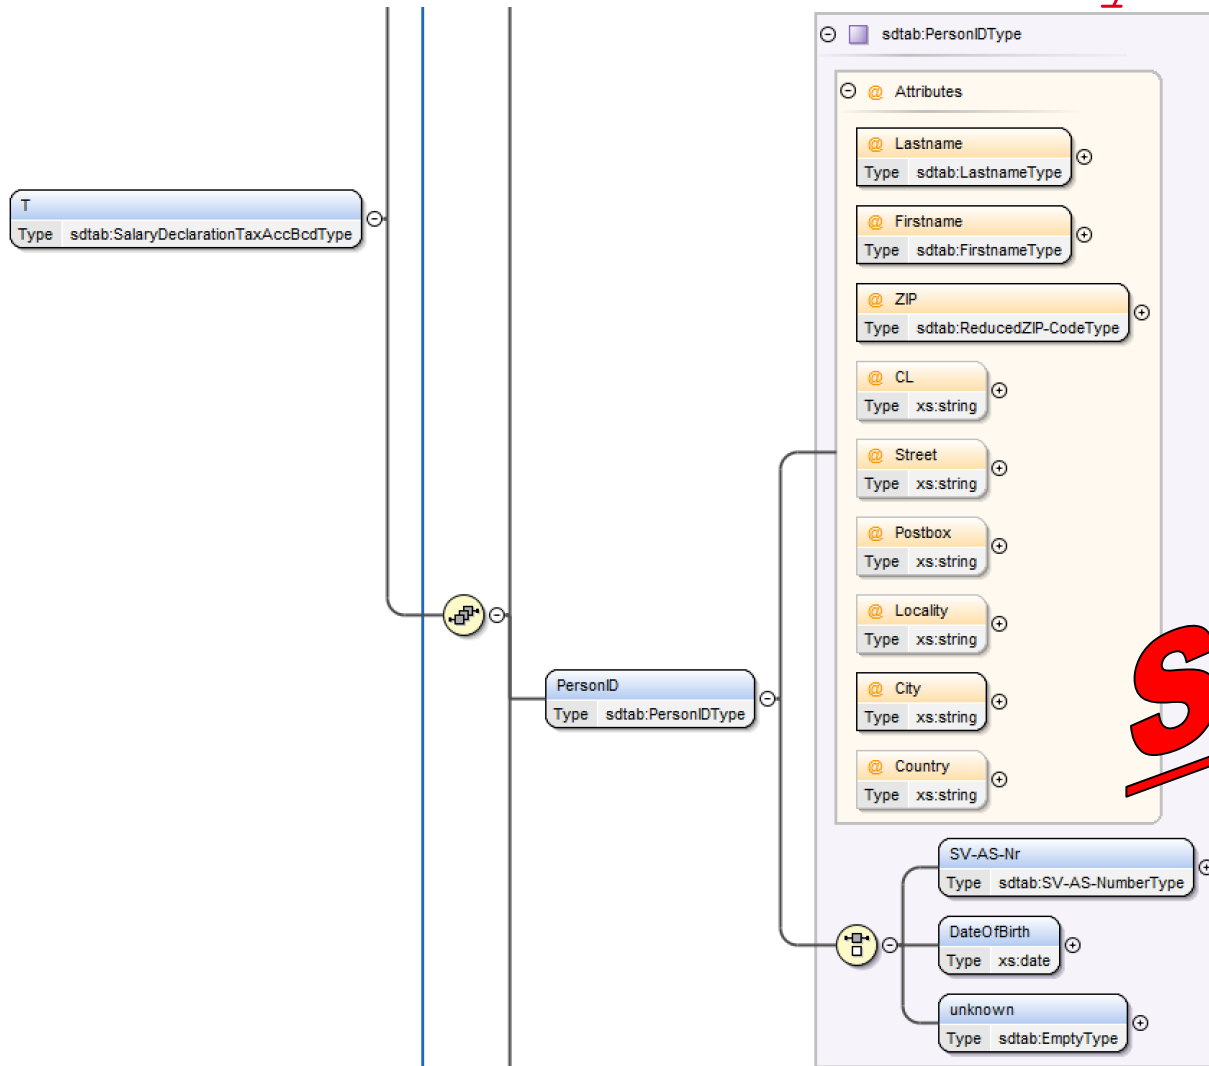 sdtab:PersonIDType
@ Attributes
@ Lastname
Type sdtab:LastnameType
@ Firstname
Type sdtab:FirstnameType
T
Type sdtab:SalaryDeclarationTaxAccBcdType
@ ZIP
Type sdtab:ReducedZIP-CodeType
@ CL
Type xs:string
@ Street
Type xs:string
@ Postbox
Type xs:string
@ Locality
Type xs:string
PersonID
Type sdtab:PersonIDType
@ City
Type xs:string
@ Country
Type xs:string
S
SV-AS-Nr
Type sdtab:SV-AS-NumberType
DateOfBirth
Type xs:date
unknown
Type sdtab:EmptyType